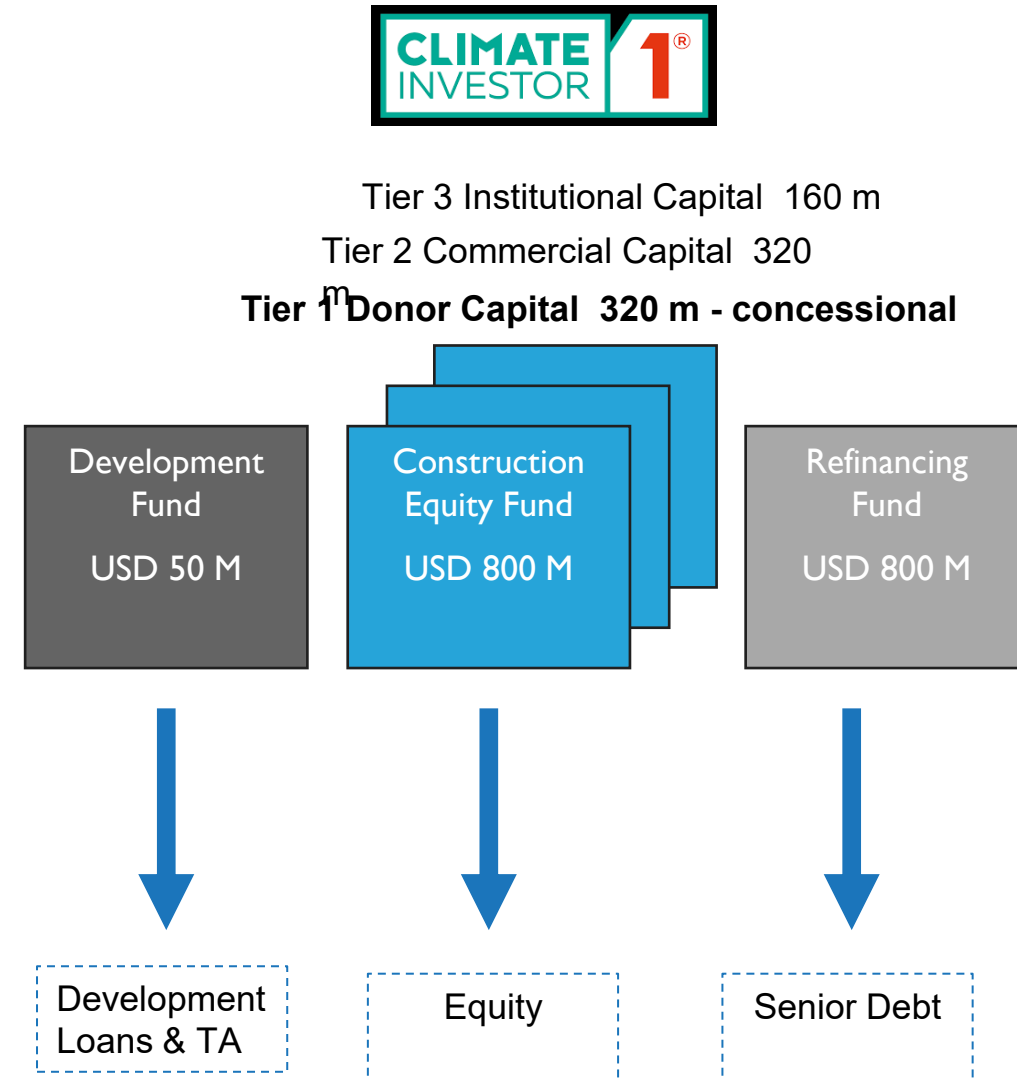 CLIMATE
INVESTOR
1®
Tier 3 Institutional Capital 160 m
Tier 2 Commercial Capital 320
m
Tier 1 Donor Capital 320 m - concessional
Development
Fund
USD 50 M
Construction
Equity Fund
USD 800 M
Refinancing
Fund
USD 800 M
Development
Loans & TA
Equity
Senior Debt